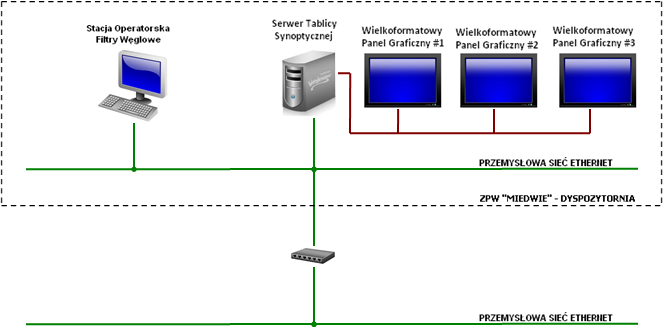 Stacja Operatorska
Filtry Węglowe
Serwer Tablicy
Synoptycznej
Wielkoformatowy
Panel Graficzny #1
Wielkoformatowy
Panel Graficzny #2
Wielkoformatowy
Panel Graficzny #3
PRZEMYSŁOWA SIEĆ ETHERNET
ZPW "MIEDWIE" - DYSPOZYTORNIA
PRZEMYSŁOWA SIEĆ ETHERNET